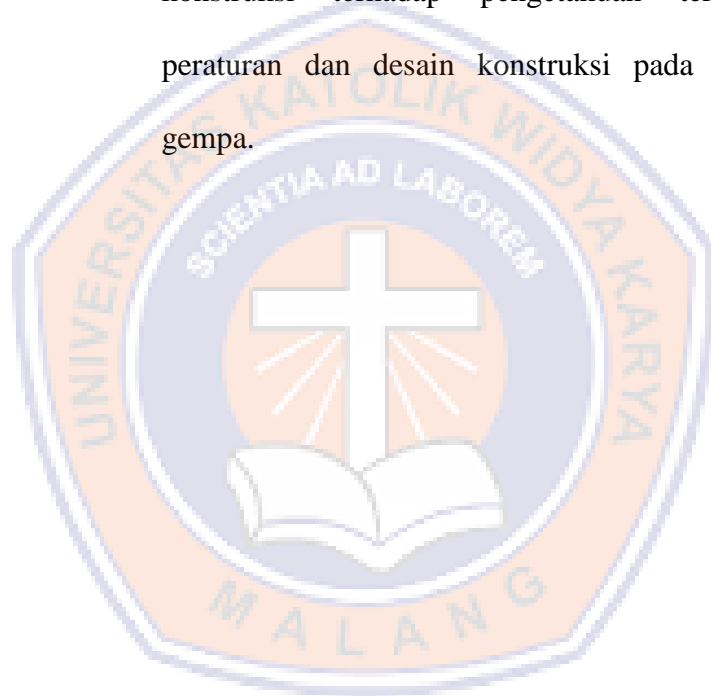 konstruksi terhadap pengetahuan
peraturan dan desain konstruksi pada
gempa.
UNIVERSITAS KATOLIK WIDYA KARYA
SCIENTIA AD LABOREM
MALANG